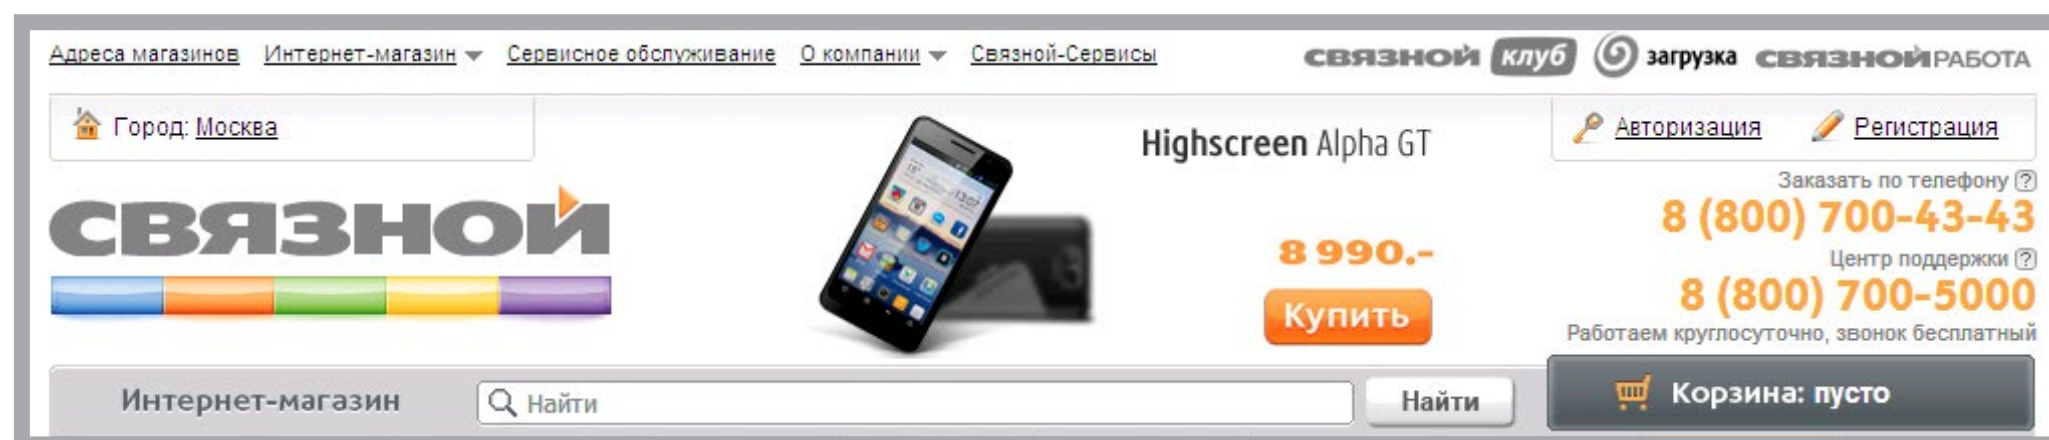 Адреса магазинов Интернет-магазин Сервисное обслуживание О компании Связной-Сервисы связной клуб загрузка связнойРАБОТА
Город: Москва
Highscreen Alpha GT
Авторизация Регистрация
Заказать по телефону ?
8 (800) 700-43-43
связной
8 990.-
Центр поддержки ?
8 (800) 700-5000
Купить
Работаем круглосуточно, звонок бесплатный
Интернет-магазин Найти Найти Корзина: пусто